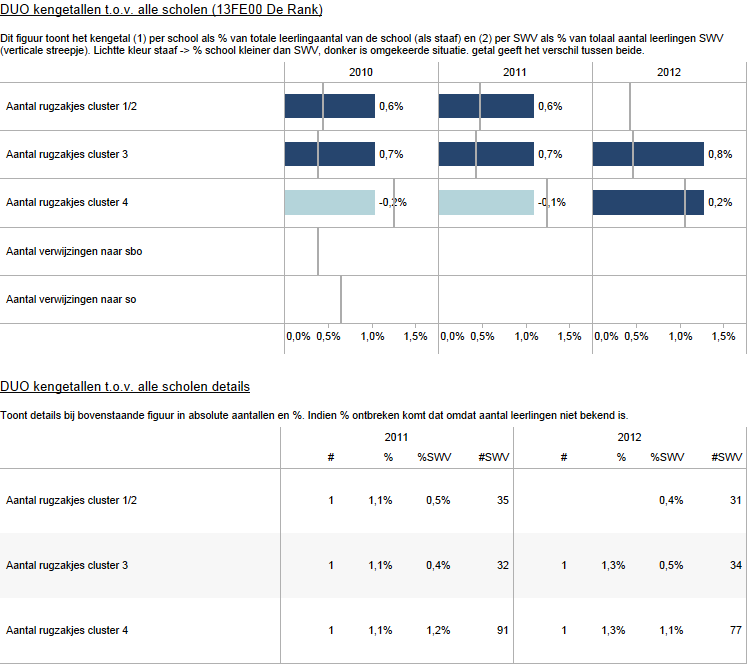 DUO kengetallen t.o.v. alle scholen (13FE00 De Rank)
Dit figuur toont het kengetal (1) per school als % van totale leerlingaantal van de school (als staaf) en (2) per SWV als % van tolaal aantal leerlingen SWV
(verticale streepje). Lichtte kleur staaf -> % school kleiner dan SWV, donker is omgekeerde situatie. getal geeft het verschil tussen beide.
2010 2011 2012
Aantal rugzakjes cluster 1/2 0,6% 0,6%
Aantal rugzakjes cluster 3 0,7% 0,7% 0,8%
Aantal rugzakjes cluster 4 -0,2% -0,1% 0,2%
Aantal verwijzingen naar sbo
Aantal verwijzingen naar so
0,0% 0,5% 1,0% 1,5% 0,0% 0,5% 1,0% 1,5% 0,0% 0,5% 1,0% 1,5%
DUO kengetallen t.o.v. alle scholen details
Toont details bij bovenstaande figuur in absolute aantallen en %. Indien % ontbreken komt dat omdat aantal leerlingen niet bekend is.
2011 2012
# % %SWV #SWV # % %SWV #SWV
Aantal rugzakjes cluster 1/2 1 1,1% 0,5% 35 0,4% 31
Aantal rugzakjes cluster 3 1 1,1% 0,4% 32 1 1,3% 0,5% 34
Aantal rugzakjes cluster 4 1 1,1% 1,2% 91 1 1,3% 1,1% 77